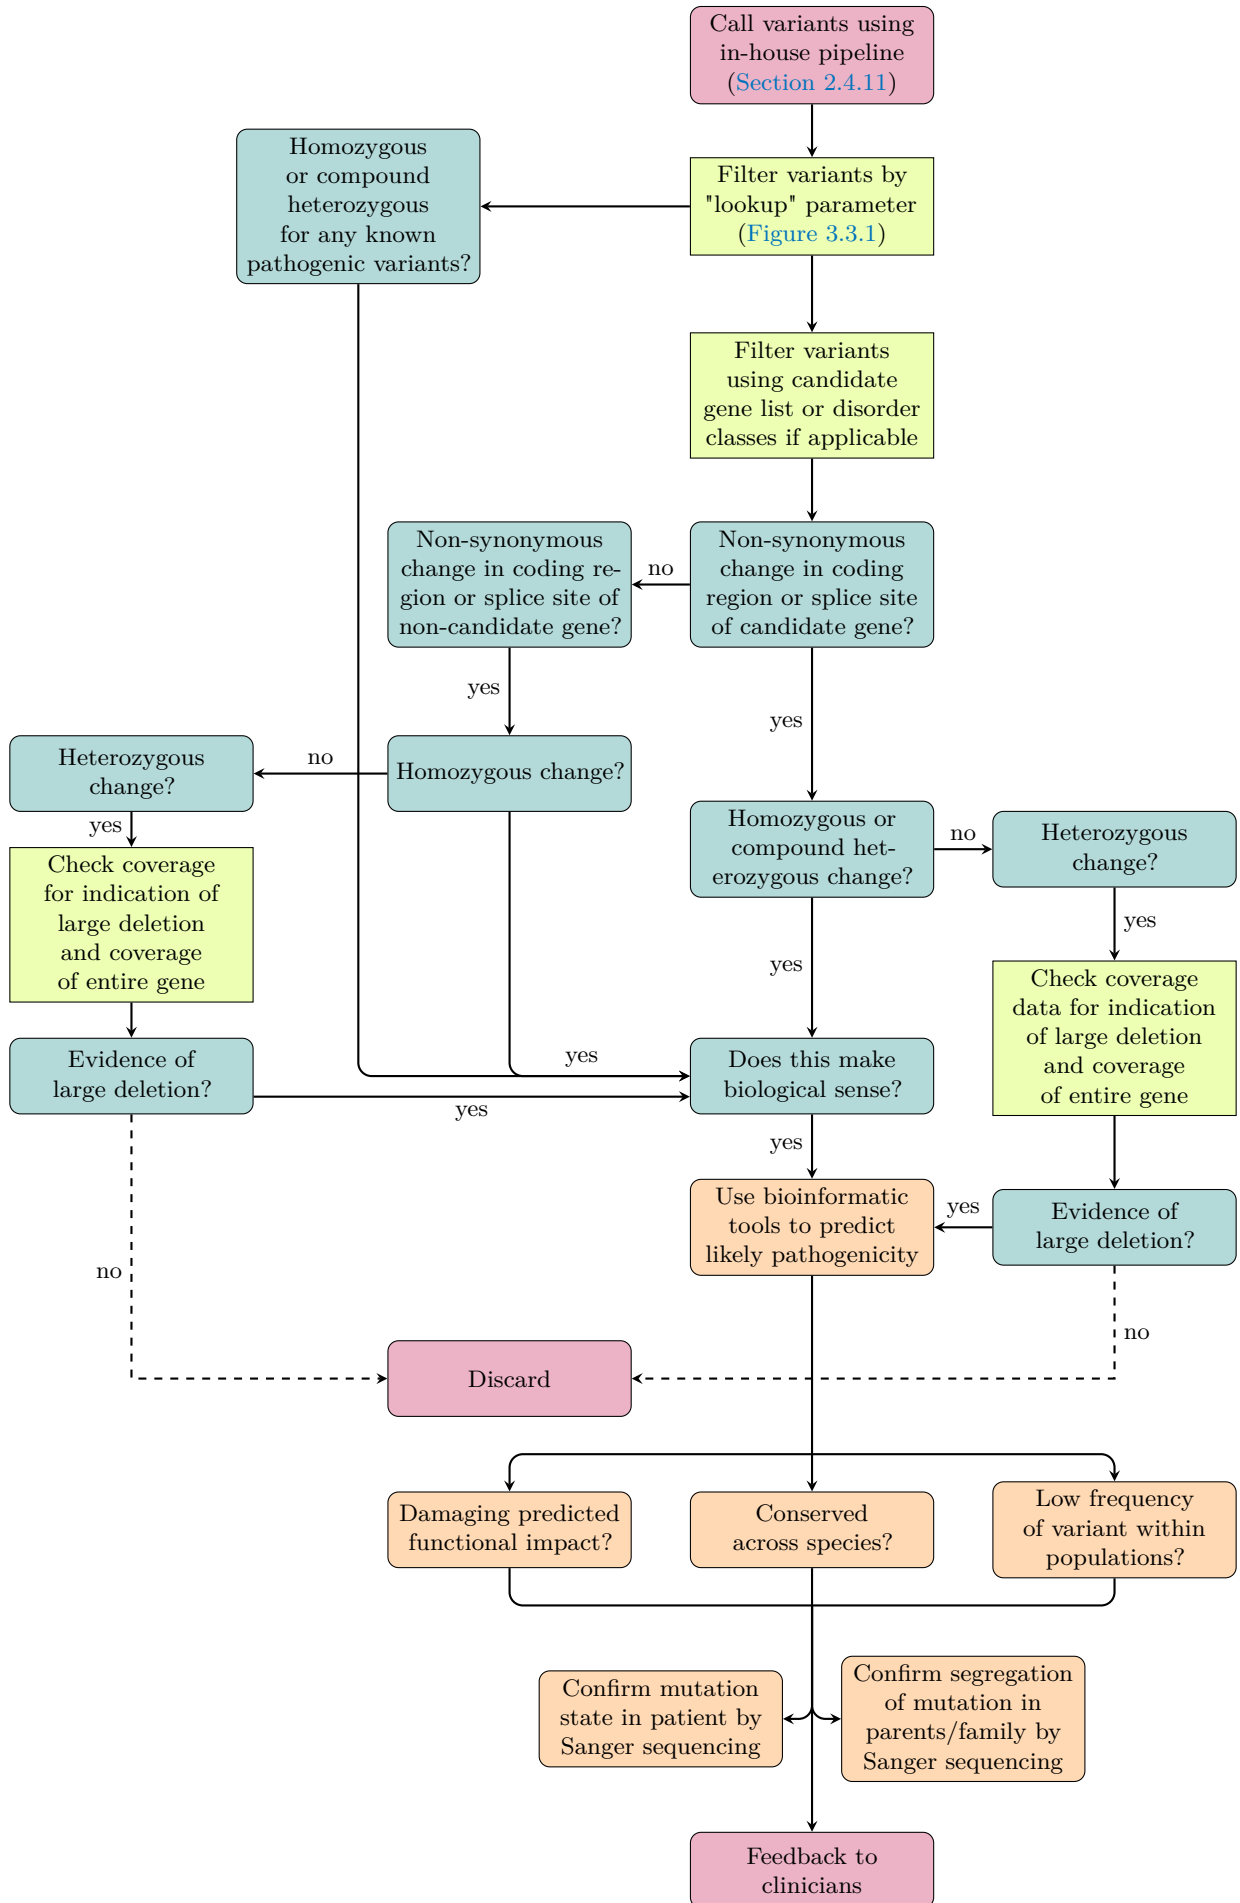 Call variants using
in-house pipeline
(Section 2.4.11)
Homozygous
or compound
heterozygous
for any known
pathogenic variants?
Filter variants by
"lookup" parameter
(Figure 3.3.1)
Filter variants
using candidate
gene list or disorder
classes if applicable
Non-synonymous
change in coding re-
gion or splice site of
non-candidate gene?
no
Non-synonymous
change in coding
region or splice site
of candidate gene?
yes
yes
Heterozygous
change?
no
Homozygous change?
yes
Homozygous or
compound het-
erozygous change?
no
Heterozygous
change?
Check coverage
for indication of
large deletion
and coverage
of entire gene
yes
yes
Check coverage
data for indication
of large deletion
and coverage
of entire gene
Evidence of
large deletion?
yes
yes
Does this make
biological sense?
yes
Use bioinformatic
tools to predict
likely pathogenicity
yes
Evidence of
large deletion?
no
no
Discard
Damaging predicted
functional impact?
Conserved
across species?
Low frequency
of variant within
populations?
Confirm mutation
state in patient by
Sanger sequencing
Confirm segregation
of mutation in
parents/family by
Sanger sequencing
Feedback to
clinicians